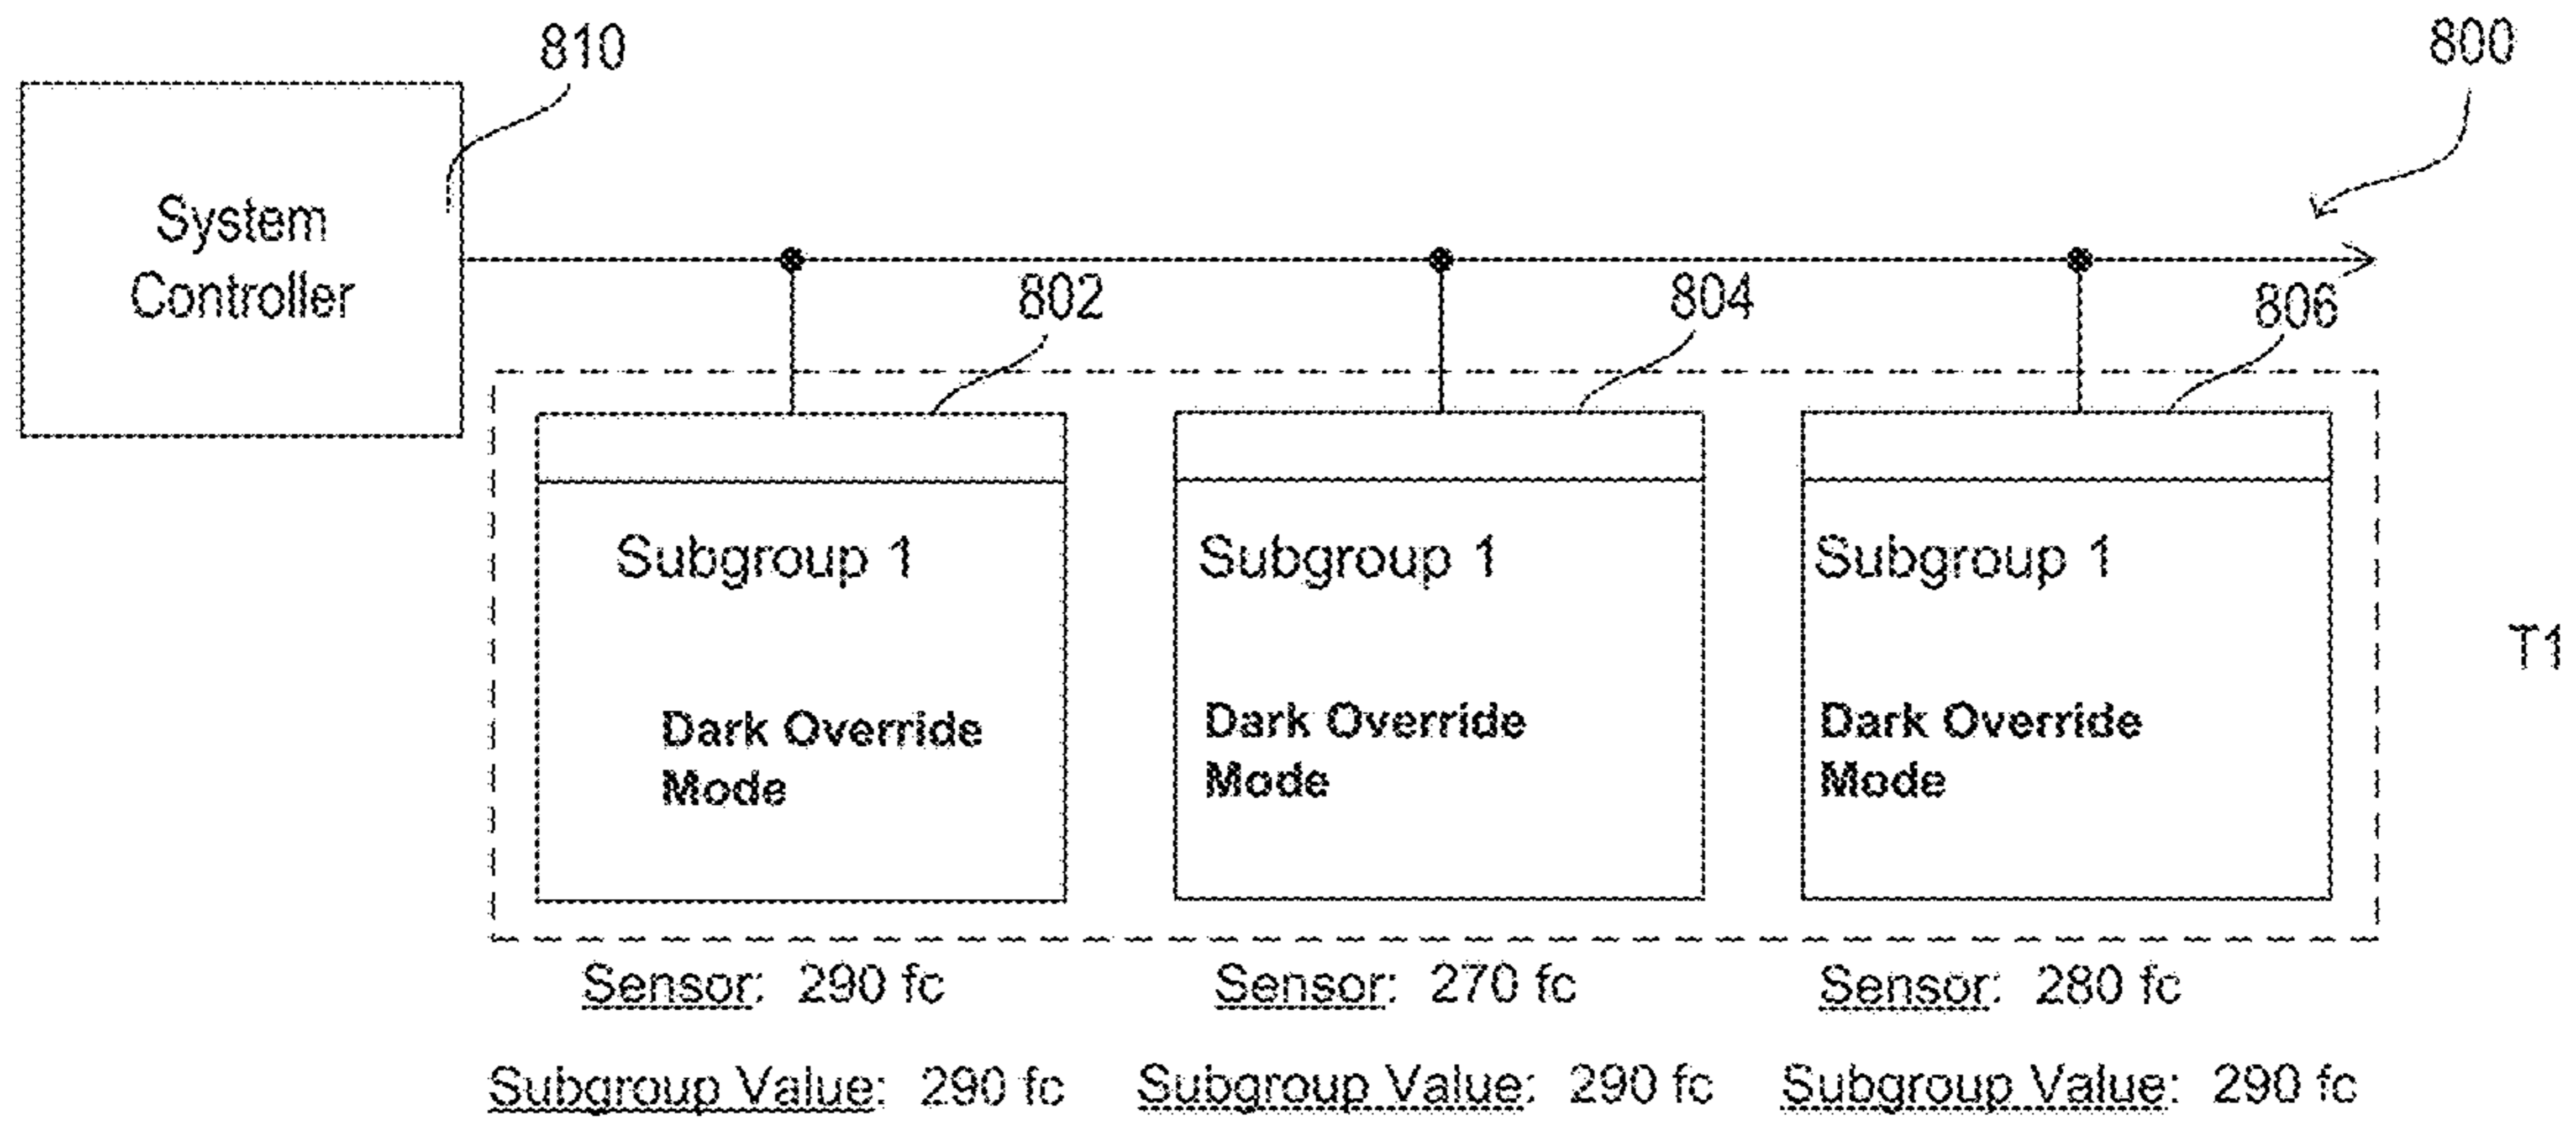 810
800
System
Controller
802
804
806
Subgroup 1
Subgroup 1
Subgroup 1
T1
Dark Override
Mode
Dark Override
Mode
Dark Override
Mode
Sensor: 290 fc
Sensor: 270 fc
Sensor: 280 fc
Subgroup Value: 290 fc
Subgroup Value: 290 fc
Subgroup Value: 290 fc